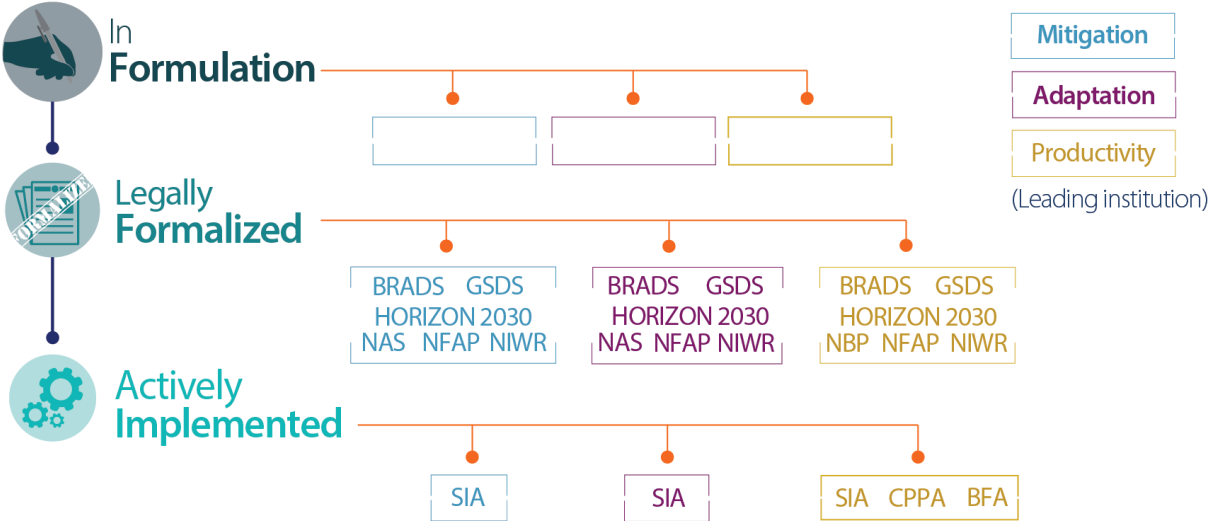 In
Formulation
Mitigation
Adaptation
Productivity
(Leading institution)
FORMALIZE
Legally
Formalized
BRADS GSDS
HORIZON 2030
NAS NFAP NIWR
BRADS GSDS
HORIZON 2030
NAS NFAP NIWR
BRADS GSDS
HORIZON 2030
NBP NFAP NIWR
Actively
Implemented
SIA
SIA
SIA CPPA BFA